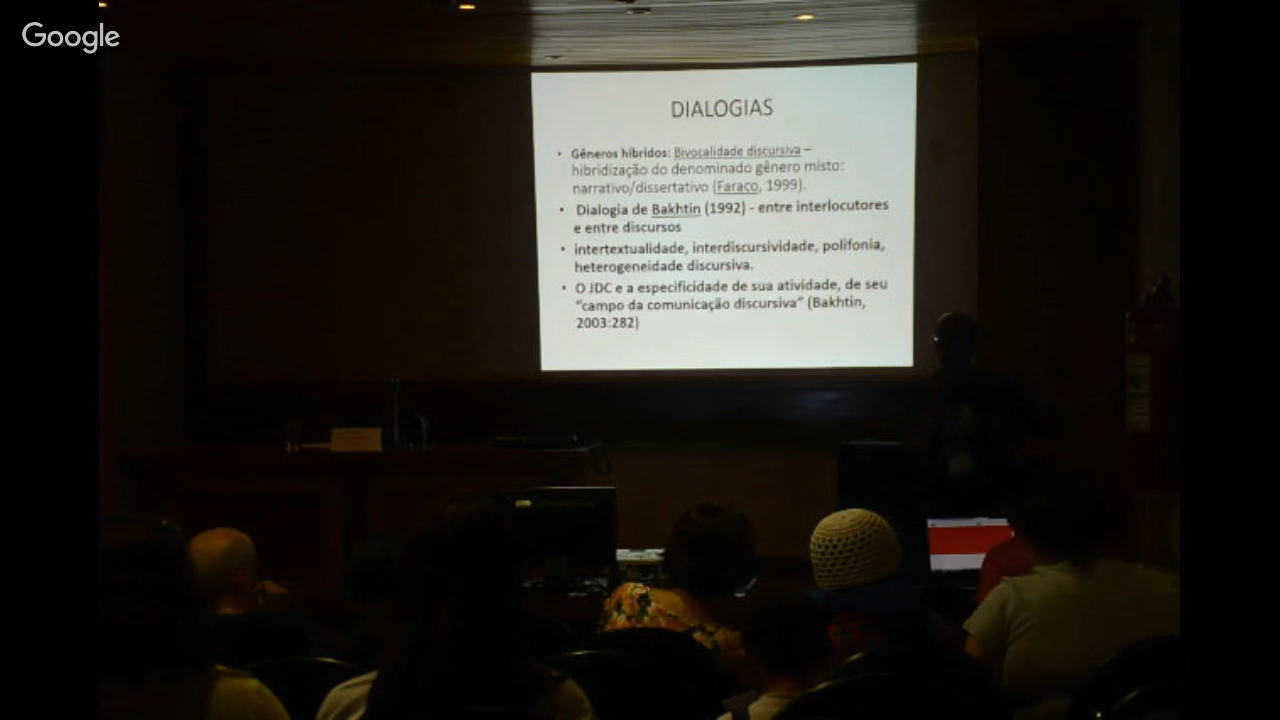 Google
DIALOGIAS
• Gêneros híbridos: Bivocalidade discursiva –
hibridização do denominado gênero misto:
narrativo/dissertativo (Faraco, 1999).
• Dialogia de Bakhtin (1992) - entre interlocutores
e entre discursos
• intertextualidade, interdiscursividade, polifonia,
heterogeneidade discursiva.
• O JDC e a especificidade de sua atividade, de seu
“campo da comunicação discursiva” (Bakhtin,
2003:282)